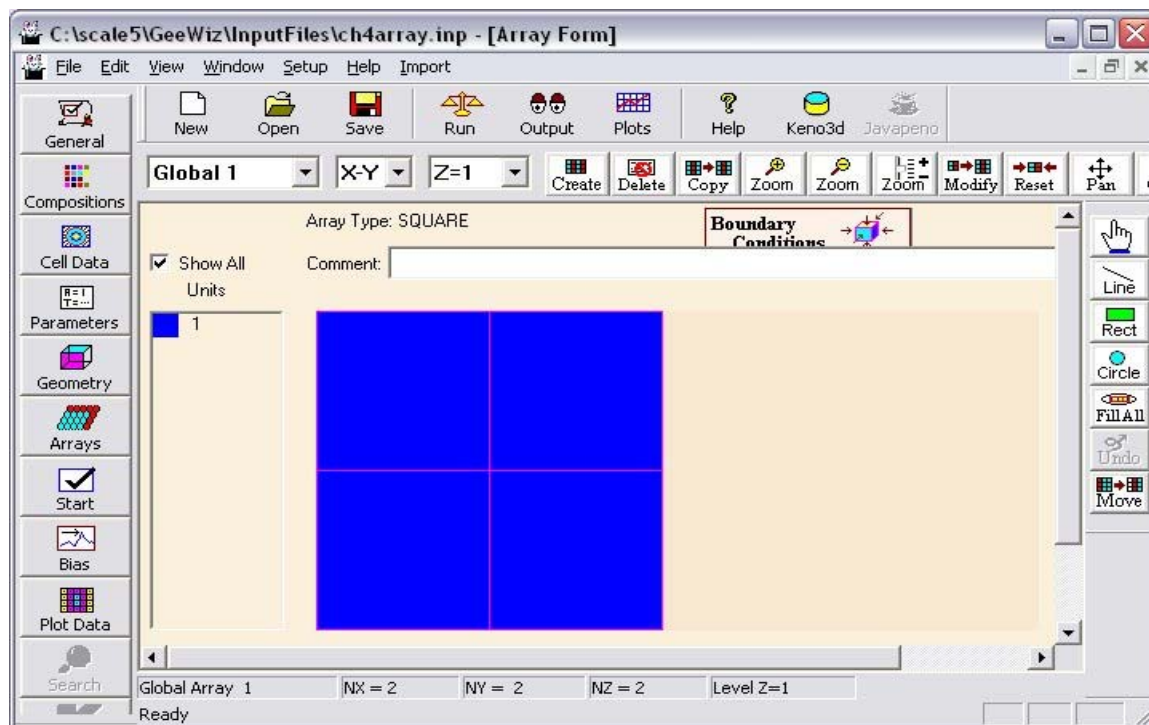 C:\scale5\GeeWiz\InputFiles\ch4array.inp - [Array Form]
File Edit View Window Setup Help Import
General
Compositions
Cell Data
Parameters
Geometry
Arrays
Start
Bias
Plot Data
Search
New Open Save Run Output Plots Help Keno3d Javapeno
Global 1 X-Y Z=1 Create Delete Copy Zoom Zoom Zoom Modify Reset Pan
Array Type: SQUARE
Boundary
Conditions
Show All
Comment:
Units
1
Line
Rect
Circle
FillAll
Undo
Move
Global Array 1 NX = 2 NY = 2 NZ = 2 Level Z=1
Ready